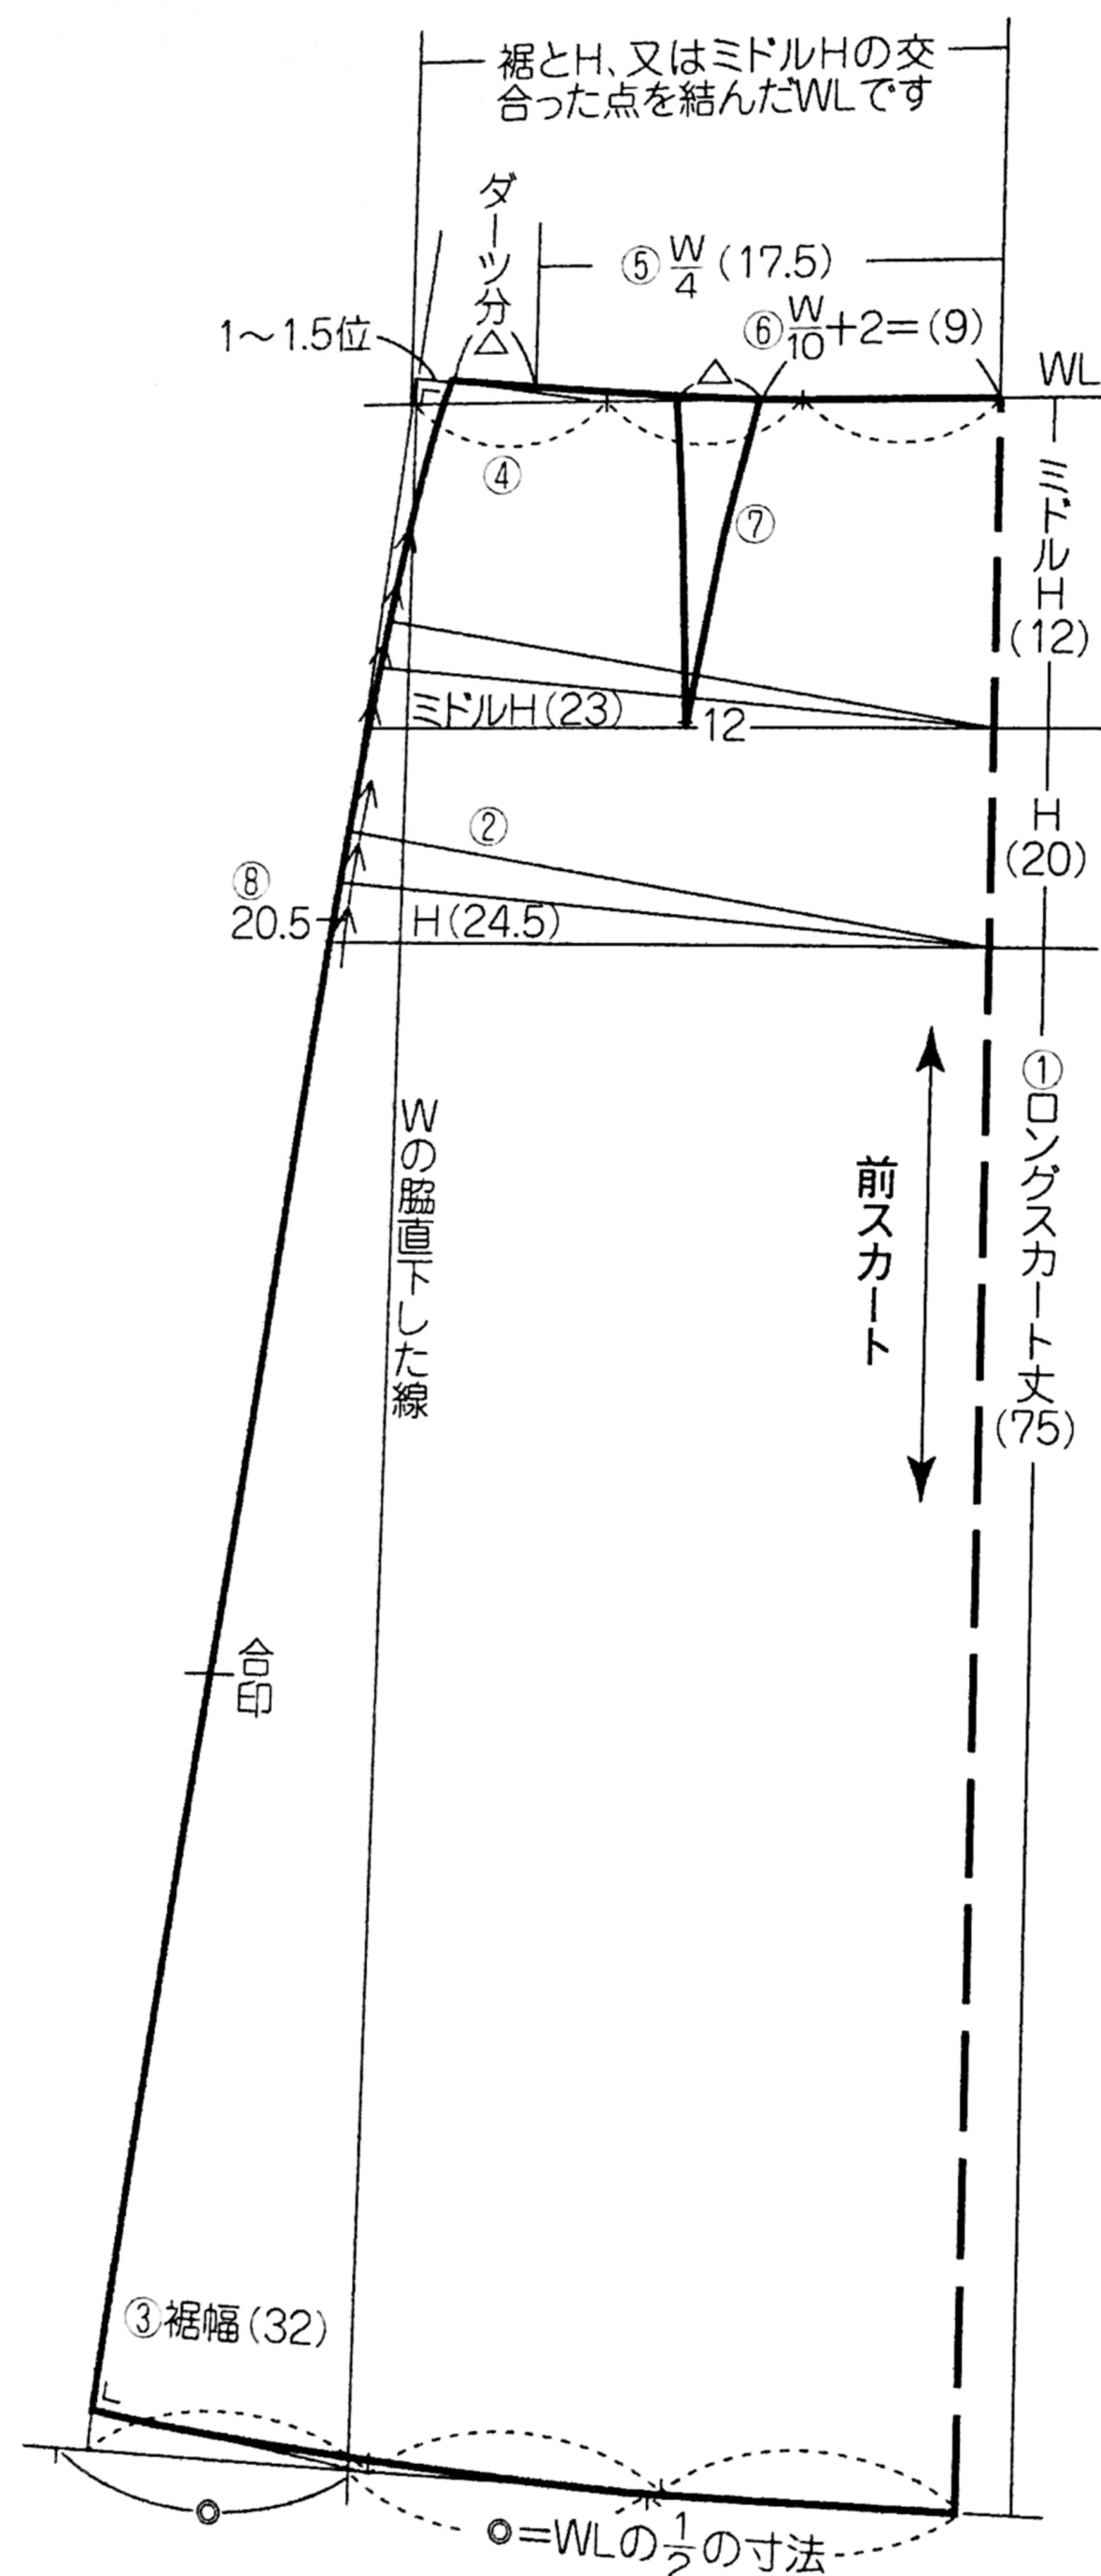 裾とH、又はミドルHの交
合った点を結んだWLです
ダーツ分
△
⑤ W/4 (17.5)
1〜1.5位
⑥ W/10+2=(9)
△
WL
④
⑦
ミドルH
(12)
ミドルH(23)
12
②
H
(20)
⑧
20.5
H(24.5)
①ロングスカート丈
(75)
Wの脇直下した線
前スカート
合印
③裾幅(32)
◎
◎=WLの1/2の寸法